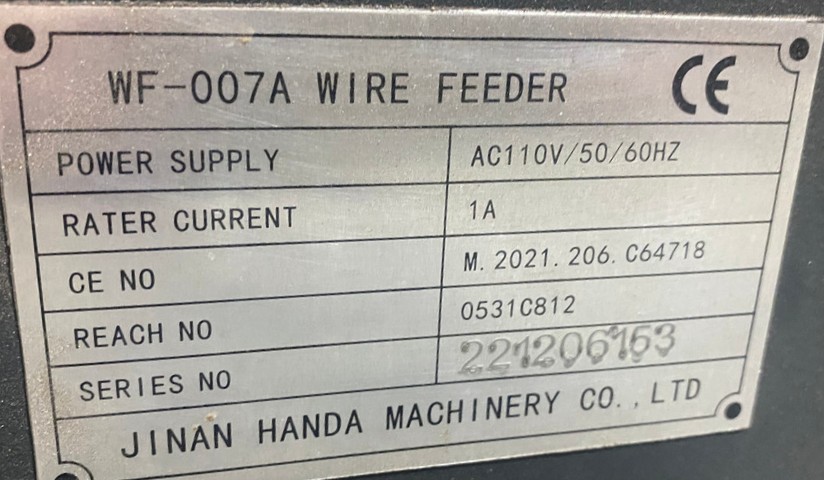 WF-007A WIRE FEEDER CE
POWER SUPPLY AC110V/50/60HZ
RATER CURRENT 1A
CE NO M. 2021. 206. C64718
REACH NO 0531C812
SERIES NO 221206163
JINAN HANDA MACHINERY CO.,LTD